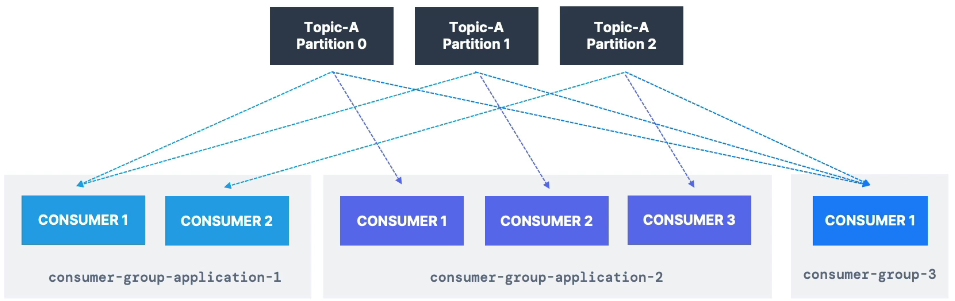 Topic-A
Partition 0
Topic-A
Partition 1
Topic-A
Partition 2
CONSUMER 1
CONSUMER 2
consumer-group-application-1
CONSUMER 1
CONSUMER 2
CONSUMER 3
consumer-group-application-2
CONSUMER 1
consumer-group-3